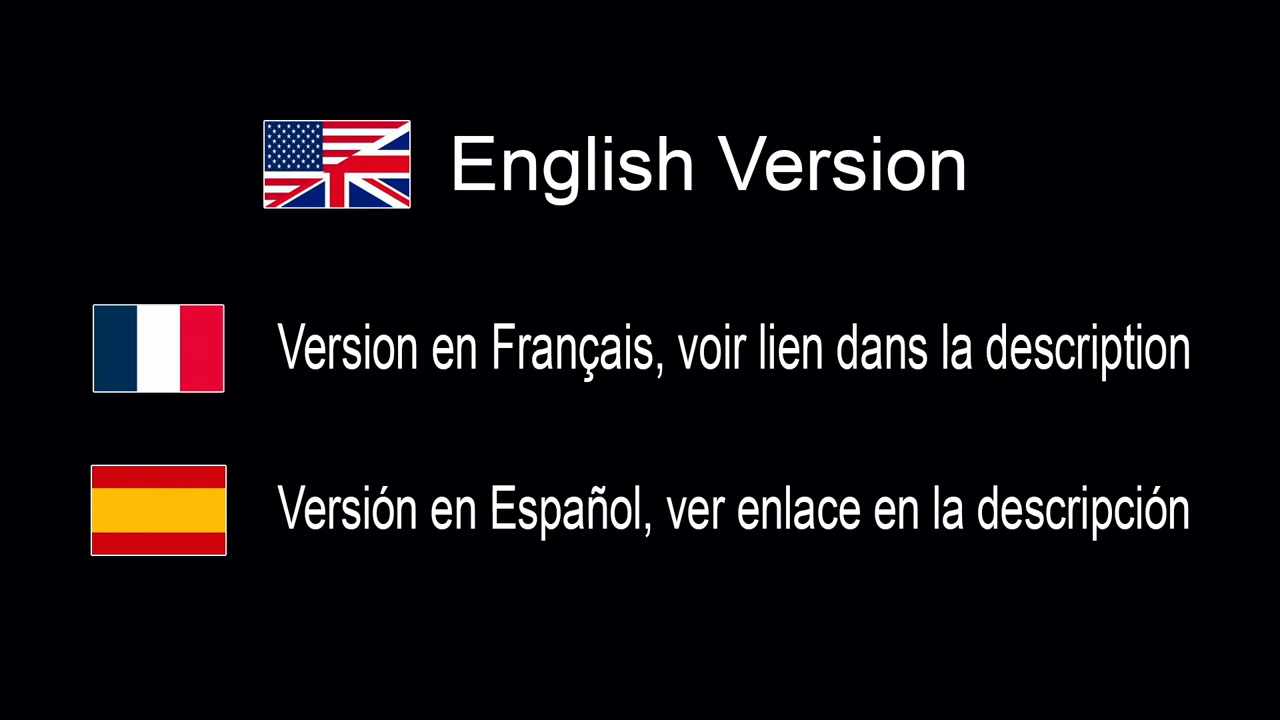 English Version
Version en Français, voir lien dans la description
Versión en Español, ver enlace en la descripción